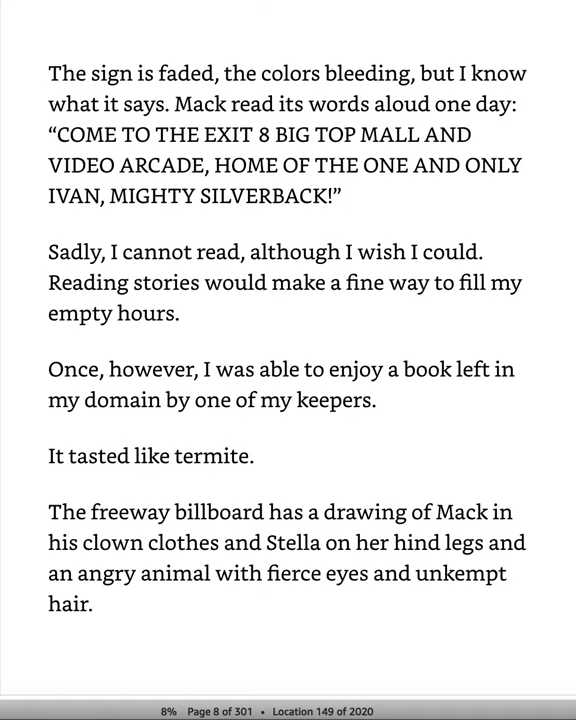 The sign is faded, the colors bleeding, but I know
what it says. Mack read its words aloud one day:
“COME TO THE EXIT 8 BIG TOP MALL AND
VIDEO ARCADE, HOME OF THE ONE AND ONLY
IVAN, MIGHTY SILVERBACK!”
Sadly, I cannot read, although I wish I could.
Reading stories would make a fine way to fill my
empty hours.
Once, however, I was able to enjoy a book left in
my domain by one of my keepers.
It tasted like termite.
The freeway billboard has a drawing of Mack in
his clown clothes and Stella on her hind legs and
an angry animal with fierce eyes and unkempt
hair.
8% Page 8 of 301 • Location 149 of 2020